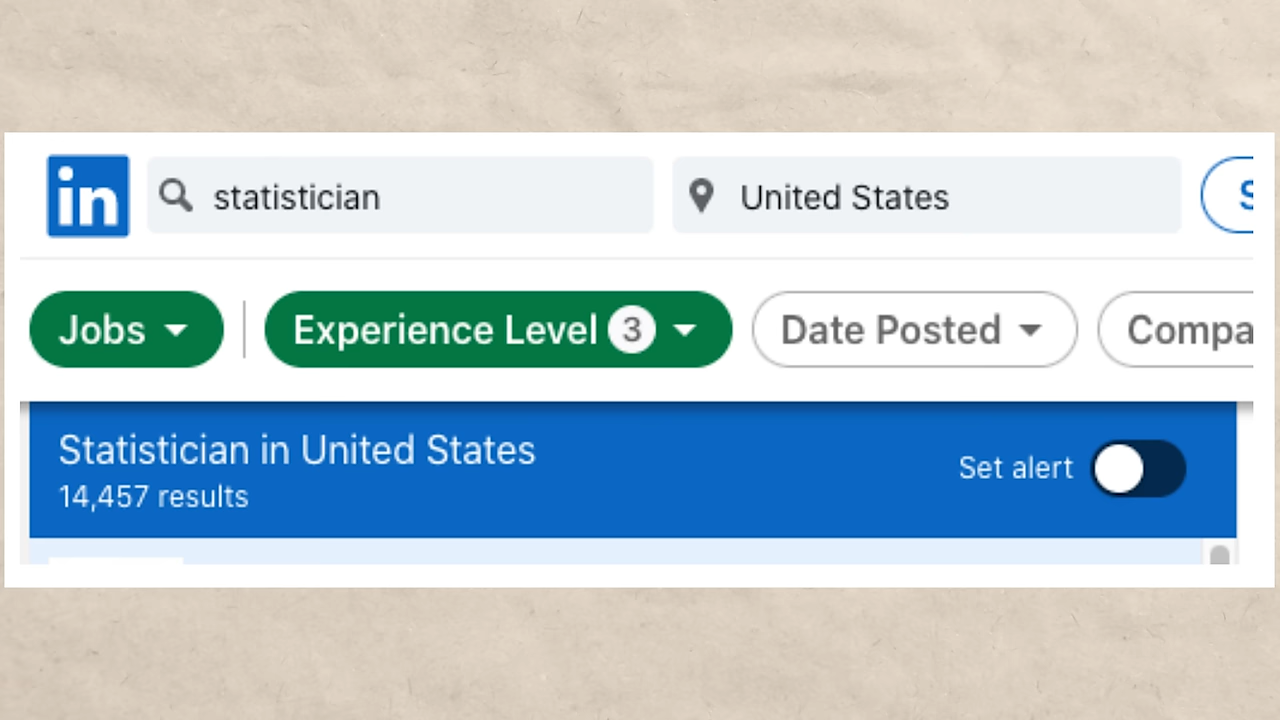 in statistician United States
Jobs Experience Level 3 Date Posted Compa
Statistician in United States
Set alert
14,457 results